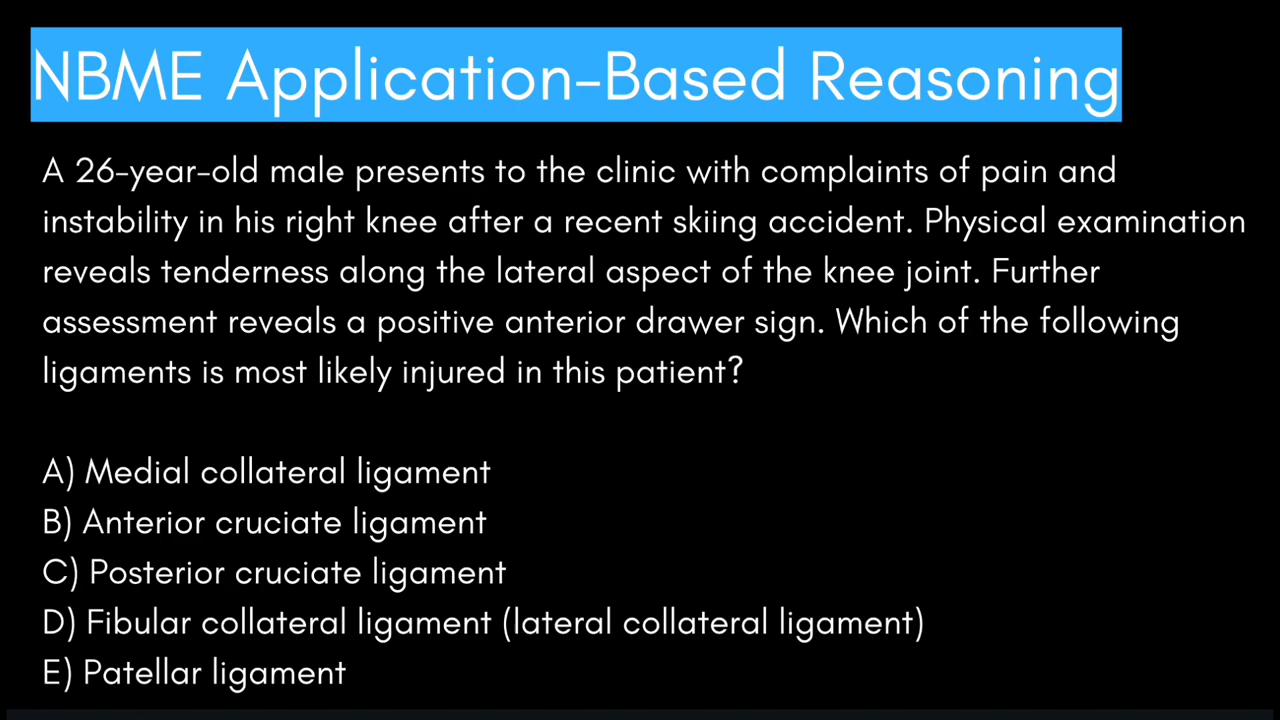 NBME Application-Based Reasoning
A 26-year-old male presents to the clinic with complaints of pain and
instability in his right knee after a recent skiing accident. Physical examination
reveals tenderness along the lateral aspect of the knee joint. Further
assessment reveals a positive anterior drawer sign. Which of the following
ligaments is most likely injured in this patient?
A) Medial collateral ligament
B) Anterior cruciate ligament
C) Posterior cruciate ligament
D) Fibular collateral ligament (lateral collateral ligament)
E) Patellar ligament